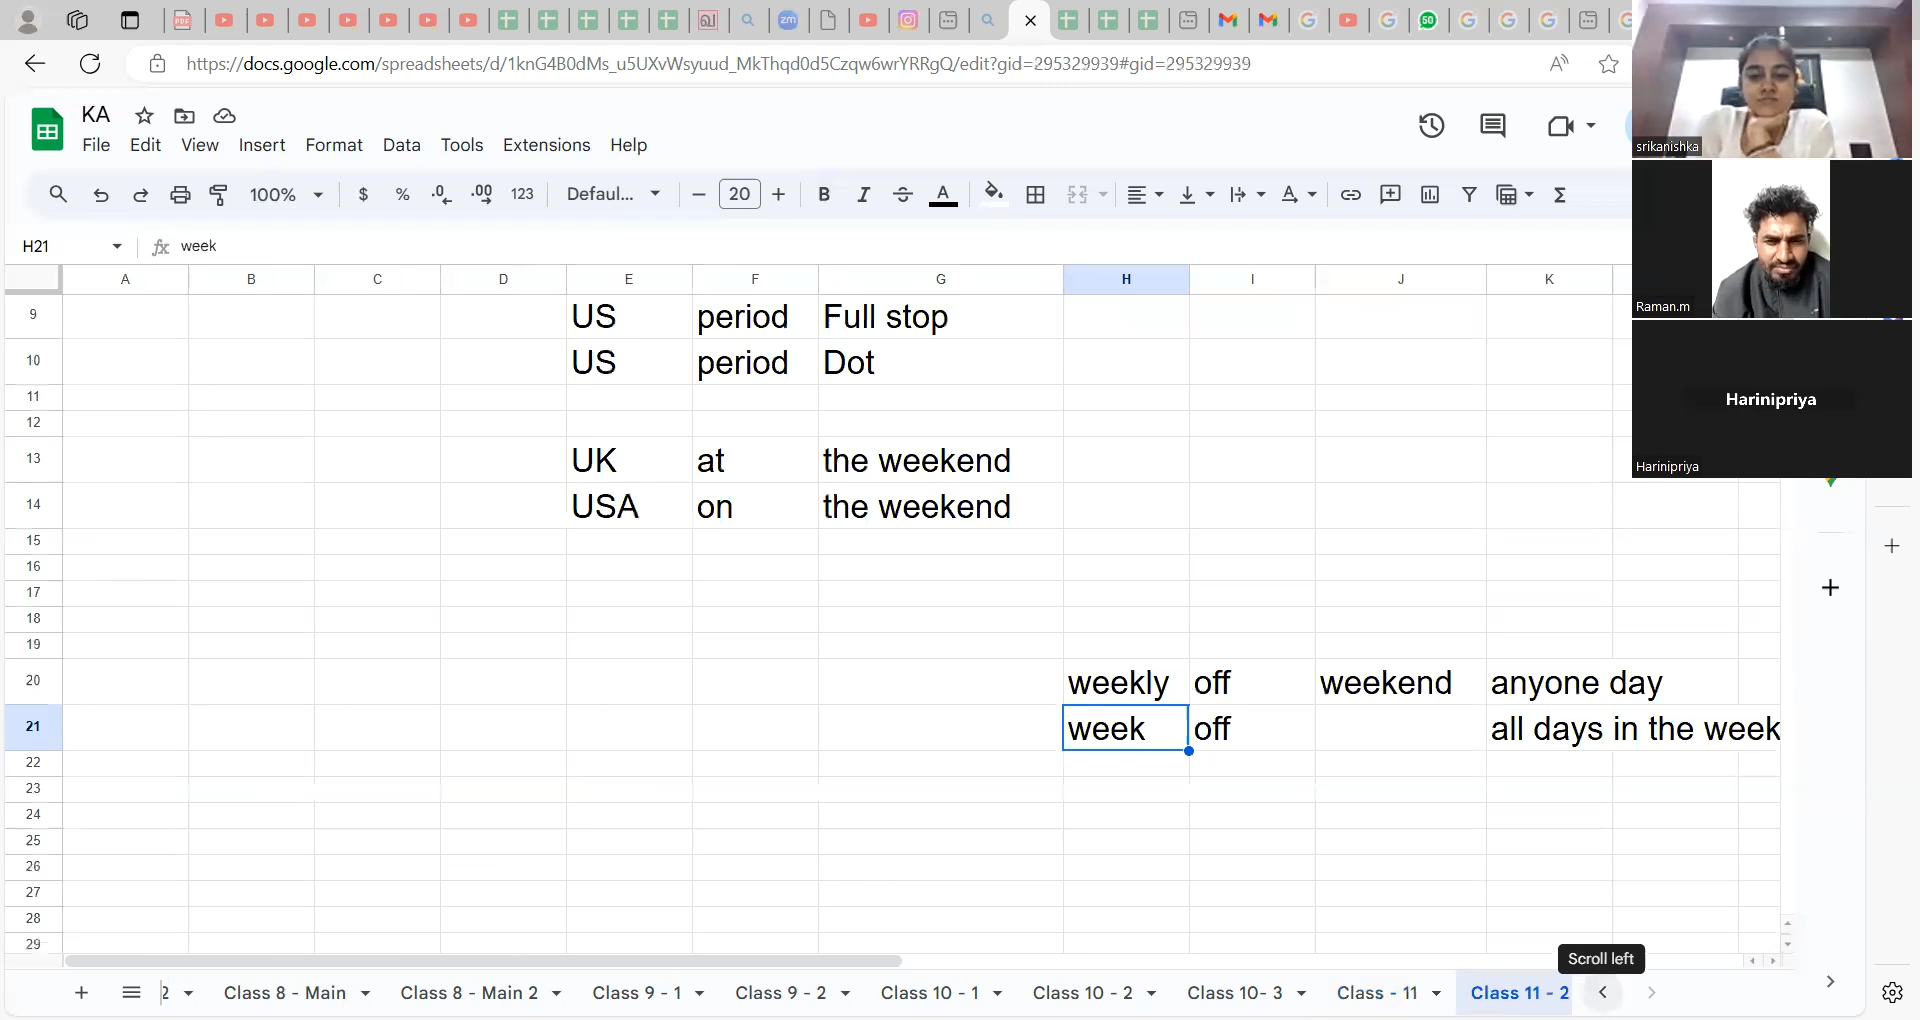 https://docs.google.com/spreadsheets/d/1knG4B0dMs_u5UXvWsyuud_MkThqd0d5Czqw6wrYRRgQ/edit?gid=295329939#gid=295329939
KA
File Edit View Insert Format Data Tools Extensions Help
100% $ % .0 .00 123 Defaul... 20
H21 week
A B C D E F G H I J K
9 US period Full stop
10 US period Dot
11
12
13 UK at the weekend
14 USA on the weekend
15
16
17
18
19
20 weekly off weekend anyone day
21 week off all days in the week
22
23
24
25
26
27
28
29
Scroll left
2 Class 8 - Main Class 8 - Main 2 Class 9 - 1 Class 9 - 2 Class 10 - 1 Class 10 - 2 Class 10- 3 Class - 11 Class 11 - 2
srikanishka
Raman.m
Harinipriya
Harinipriya